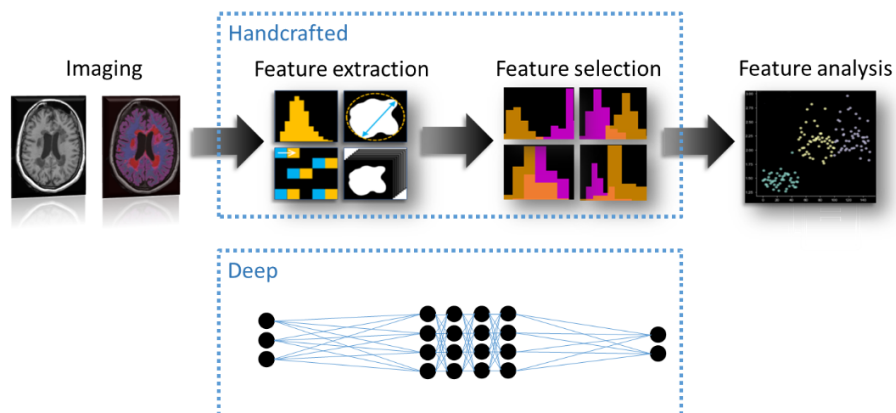 Handcrafted
Imaging
Feature extraction
Feature selection
Feature analysis
Deep